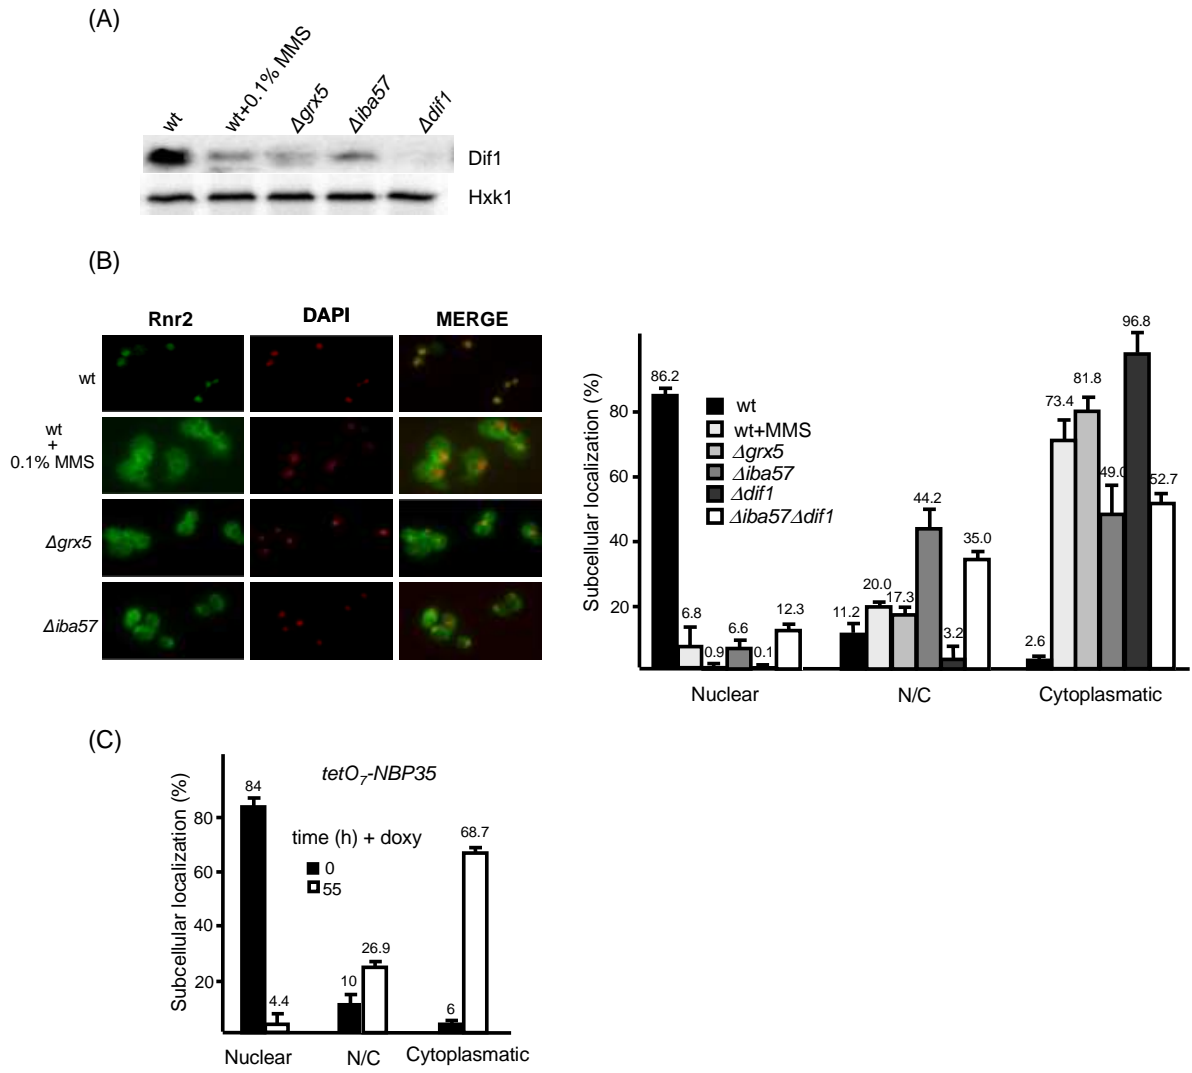 (A)
wt
wt+0.1% MMS
Δgrx5
Δiba57
Δdif1
Dif1
Hxk1
(B)
Rnr2
DAPI
MERGE
wt
wt
+
0.1% MMS
Δgrx5
Δiba57
Subcellular localization (%)
80
60
40
20
wt
wt+MMS
Δgrx5
Δiba57
Δdif1
Δiba57Δdif1
86.2
6.8
0.9
6.6
0.1
12.3
11.2
20.0
17.3
44.2
3.2
35.0
2.6
73.4
81.8
49.0
96.8
52.7
Nuclear
N/C
Cytoplasmatic
(C)
tetO7-NBP35
Subcellular localization (%)
80
60
40
20
time (h) + doxy
0
55
84
4.4
10
26.9
6
68.7
Nuclear
N/C
Cytoplasmatic